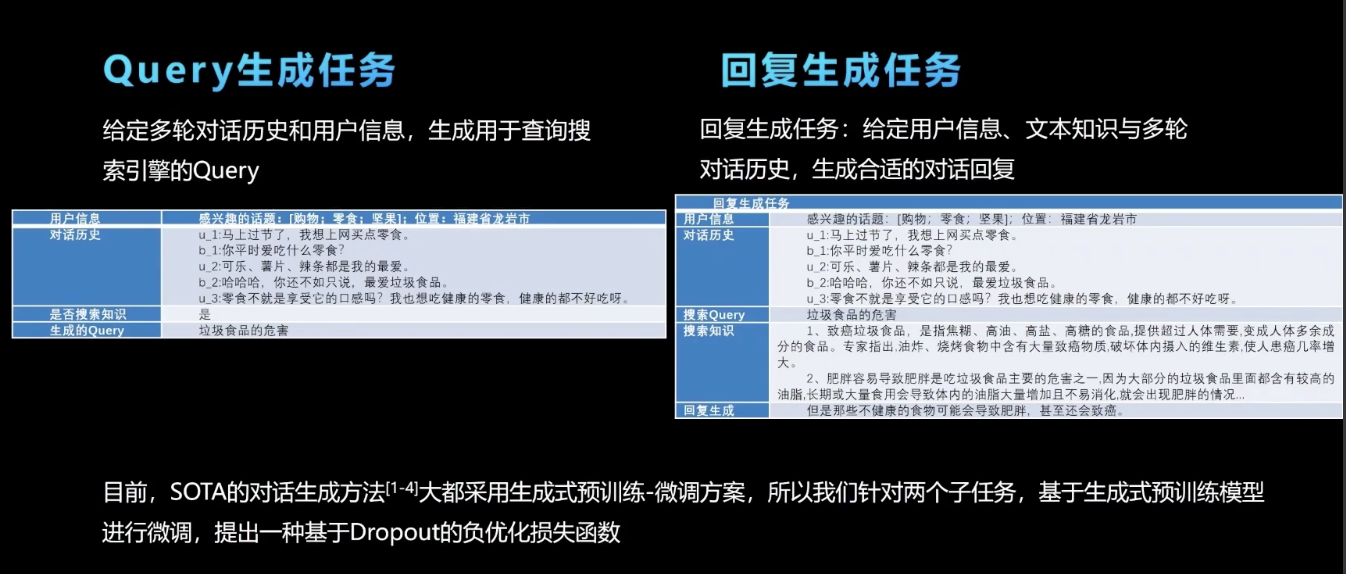 Query生成任务
给定多轮对话历史和用户信息，生成用于查询搜
索引擎的Query
用户信息 感兴趣的话题：[购物；零食；坚果]；位置：福建省龙岩市
对话历史 u_1:马上过节了，我想上网买点零食。
b_1:你平时爱吃什么零食？
u_2:可乐、薯片、辣条都是我的最爱。
b_2:哈哈哈，你还不如只说，最爱垃圾食品。
u_3:零食不就是享受它的口感吗？我也想吃健康的零食，健康的都不好吃呀。
是否搜索知识 是
生成的Query 垃圾食品的危害
回复生成任务
回复生成任务：给定用户信息、文本知识与多轮
对话历史，生成合适的对话回复
回复生成任务
用户信息 感兴趣的话题：[购物；零食；坚果]；位置：福建省龙岩市
对话历史 u_1:马上过节了，我想上网买点零食。
b_1:你平时爱吃什么零食？
u_2:可乐、薯片、辣条都是我的最爱。
b_2:哈哈哈，你还不如只说，最爱垃圾食品。
u_3:零食不就是享受它的口感吗？我也想吃健康的零食，健康的都不好吃呀。
搜索Query 垃圾食品的危害
搜索知识 1、致癌垃圾食品，是指焦糊、高油、高盐、高糖的食品,提供超过人体需要,变成人体多余成
分的食品。专家指出,油炸、烧烤食物中含有大量致癌物质,破坏体内摄入的维生素,使人患癌几率增
大。
2、肥胖容易导致肥胖是吃垃圾食品主要的危害之一,因为大部分的垃圾食品里面都含有较高的
油脂,长期或大量食用会导致体内的油脂大量增加且不易消化,就会出现肥胖的情况...
回复生成 但是那些不健康的食物可能会导致肥胖，甚至还会致癌。
目前，SOTA的对话生成方法[1-4]大都采用生成式预训练-微调方案，所以我们针对两个子任务，基于生成式预训练模型
进行微调，提出一种基于Dropout的负优化损失函数